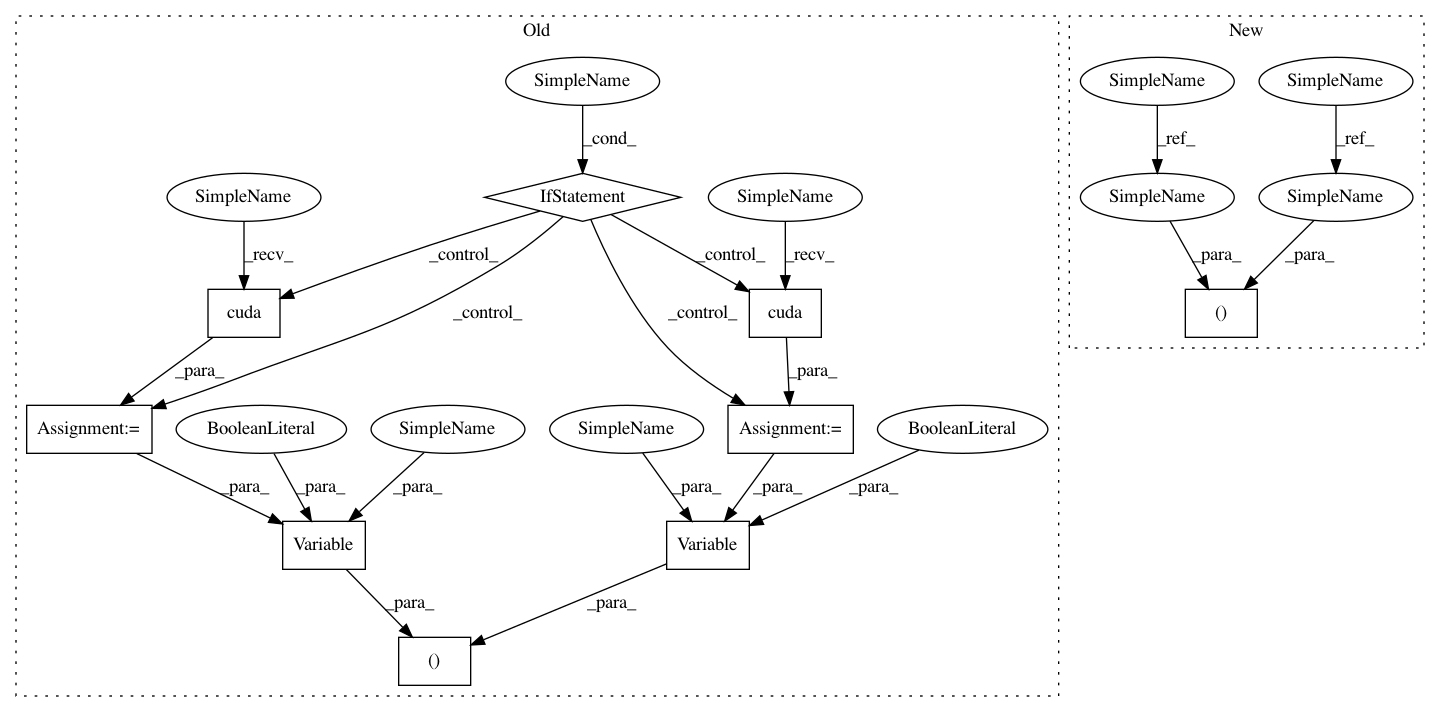 Old
New
SimpleName
SimpleName
SimpleName
_cond_
_ref_
_ref_
SimpleName
IfStatement
SimpleName
SimpleName
SimpleName
_recv_
_control_
_control_
_recv_
_para_
_para_
cuda
_control_
_control_
cuda
()
_para_
_para_
Assignment:=
BooleanLiteral
SimpleName
SimpleName
Assignment:=
BooleanLiteral
_para_
_para_
_para_
_para_
_para_
_para_
Variable
Variable
_para_
_para_
()